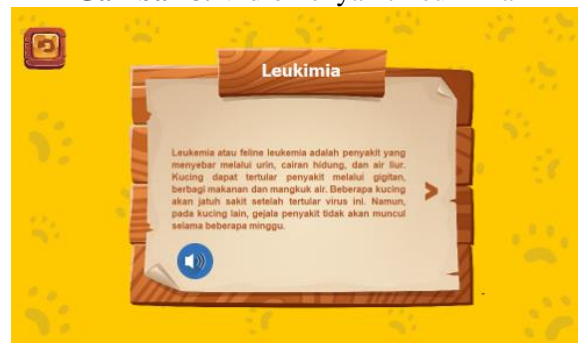 Leukimia
Leukemia atau feline leukemia adalah penyakit yang
menyebar melalui urin, cairan hidung, dan air liur.
Kucing dapat tertular penyakit melalui gigitan,
berbagi makanan dan mangkuk air. Beberapa kucing
akan jatuh sakit setelah tertular virus ini. Namun,
pada kucing lain, gejala penyakit tidak akan muncul
selama beberapa minggu.